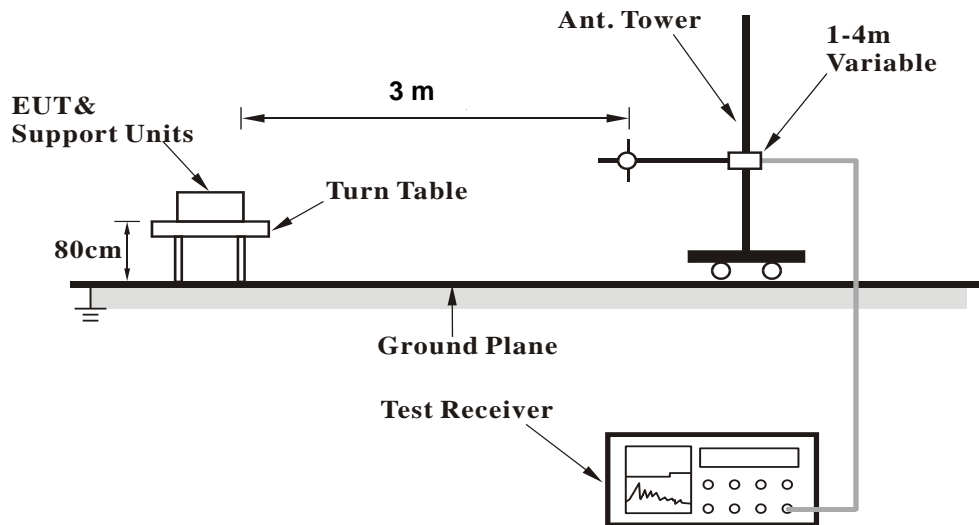 Ant. Tower
1-4m
Variable
3 m
EUT&
Support Units
Turn Table
80cm
Ground Plane
Test Receiver